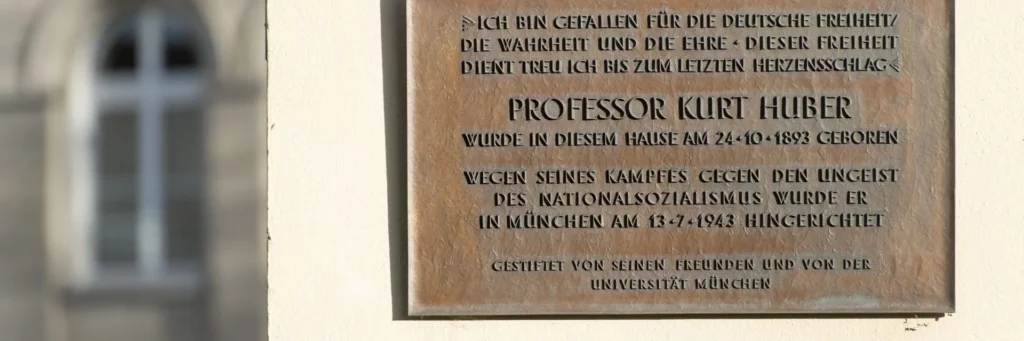 »ICH BIN GEFALLEN FÜR DIE DEUTSCHE FREIHEIT/
DIE WAHRHEIT UND DIE EHRE · DIESER FREIHEIT
DIENT TREU ICH BIS ZUM LETZTEN HERZENSSCHLAG«
PROFESSOR KURT HUBER
WURDE IN DIESEM HAUSE AM 24·10·1893 GEBOREN
WEGEN SEINES KAMPFES GEGEN DEN UNGEIST
DES NATIONALSOZIALISMUS WURDE ER
IN MÜNCHEN AM 13·7·1943 HINGERICHTET
GESTIFTET VON SEINEN FREUNDEN UND VON DER
UNIVERSITÄT MÜNCHEN